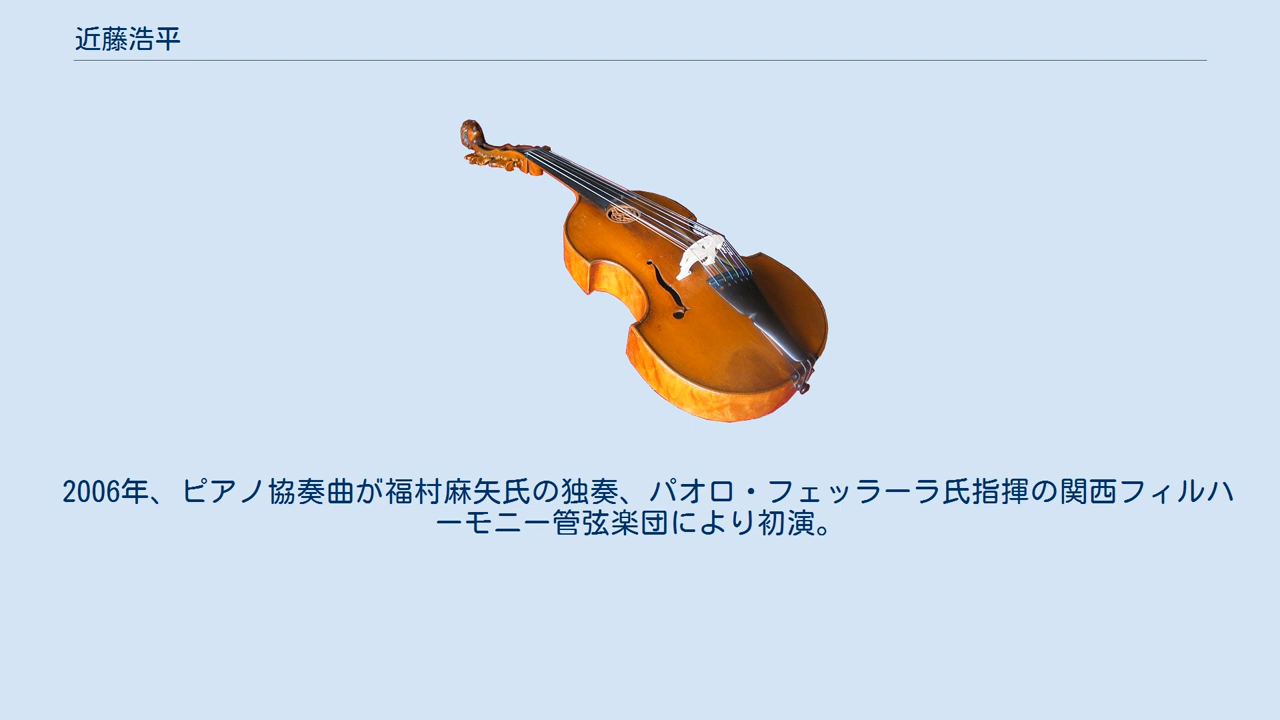 近藤浩平
2006年、ピアノ協奏曲が福村麻矢氏の独奏、パオロ・フェッラーラ氏指揮の関西フィルハ
ーモニー管弦楽団により初演。